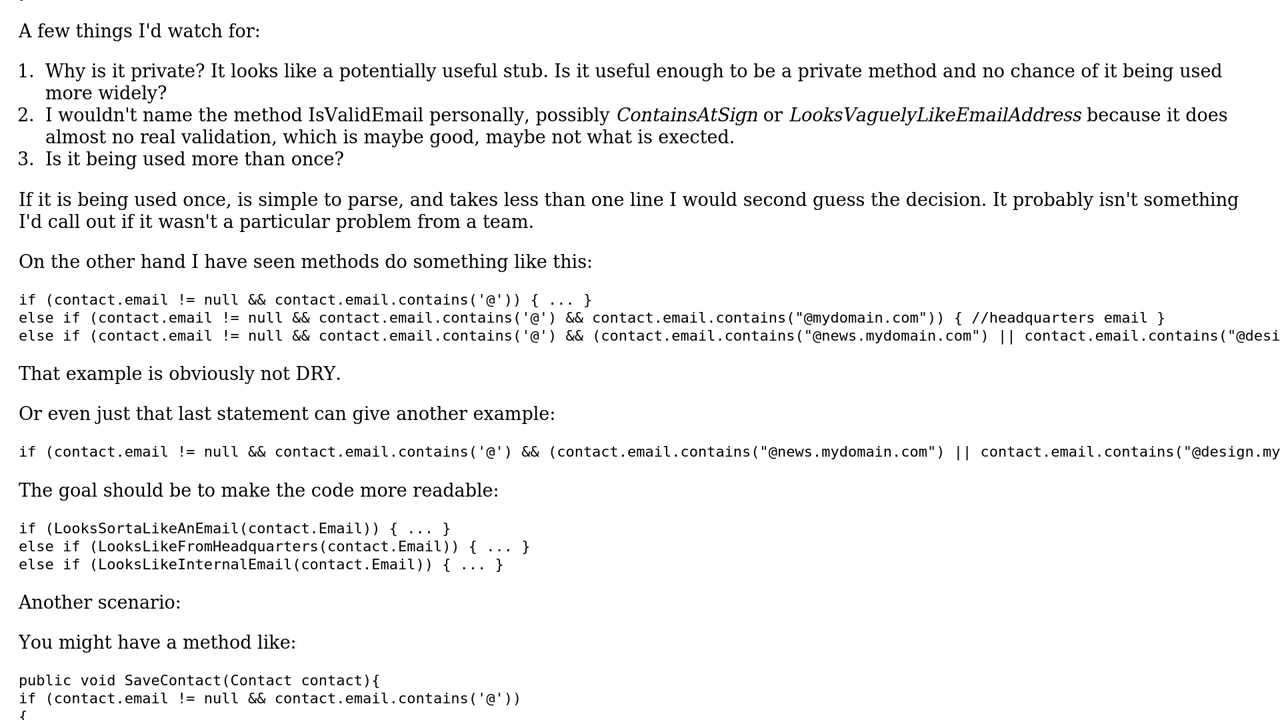 A few things I'd watch for:
1. Why is it private? It looks like a potentially useful stub. Is it useful enough to be a private method and no chance of it being used
more widely?
2. I wouldn't name the method IsValidEmail personally, possibly ContainsAtSign or LooksVaguelyLikeEmailAddress because it does
almost no real validation, which is maybe good, maybe not what is exected.
3. Is it being used more than once?
If it is being used once, is simple to parse, and takes less than one line I would second guess the decision. It probably isn't something
I'd call out if it wasn't a particular problem from a team.
On the other hand I have seen methods do something like this:
if (contact.email != null && contact.email.contains('@')) { ... }
else if (contact.email != null && contact.email.contains('@') && contact.email.contains("@mydomain.com")) { //headquarters email }
else if (contact.email != null && contact.email.contains('@') && (contact.email.contains("@news.mydomain.com") || contact.email.contains("@desi
That example is obviously not DRY.
Or even just that last statement can give another example:
if (contact.email != null && contact.email.contains('@') && (contact.email.contains("@news.mydomain.com") || contact.email.contains("@design.my
The goal should be to make the code more readable:
if (LooksSortaLikeAnEmail(contact.Email)) { ... }
else if (LooksLikeFromHeadquarters(contact.Email)) { ... }
else if (LooksLikeInternalEmail(contact.Email)) { ... }
Another scenario:
You might have a method like:
public void SaveContact(Contact contact){
if (contact.email != null && contact.email.contains('@'))
{